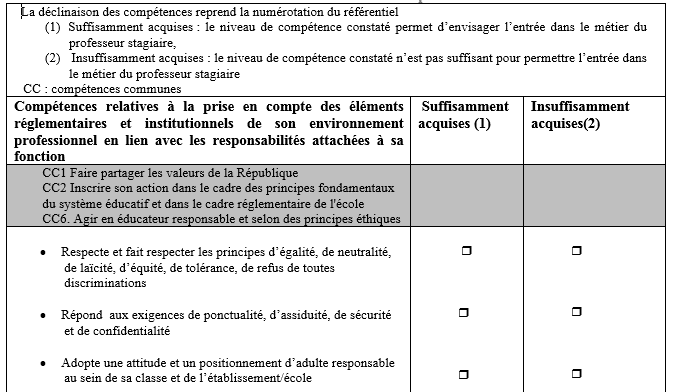 La déclinaison des compétences reprend la numérotation du référentiel
(1) Suffisamment acquises : le niveau de compétence constaté permet d'envisager l'entrée dans le métier du
professeur stagiaire,
(2) Insuffisamment acquises : le niveau de compétence constaté n'est pas suffisant pour permettre l'entrée dans
le métier du professeur stagiaire
CC : compétences communes
Compétences relatives à la prise en compte des éléments
réglementaires et institutionnels de son environnement
professionnel en lien avec les responsabilités attachées à sa
fonction
Suffisamment
acquises (1)
Insuffisamment
acquises(2)
CC1 Faire partager les valeurs de la République
CC2 Inscrire son action dans le cadre des principes fondamentaux
du système éducatif et dans le cadre réglementaire de l'école
CC6. Agir en éducateur responsable et selon des principes éthiques
• Respecte et fait respecter les principes d'égalité, de neutralité,
de laïcité, d'équité, de tolérance, de refus de toutes
discriminations
• Répond aux exigences de ponctualité, d'assiduité, de sécurité
et de confidentialité
• Adopte une attitude et un positionnement d'adulte responsable
au sein de sa classe et de l'établissement/école